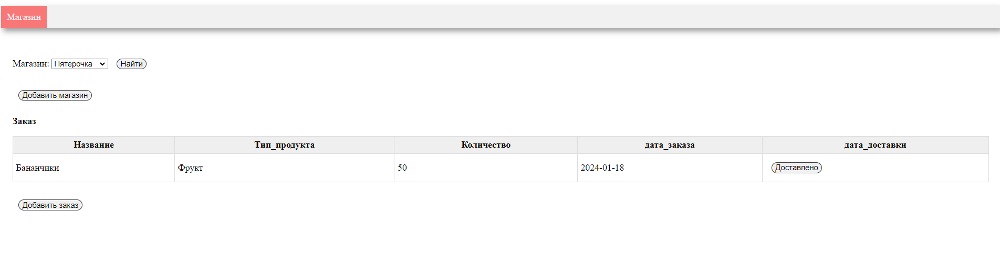 Магазин
Магазин: Пятерочка Найти
Добавить магазин
Заказ
Название Тип_продукта Количество дата_заказа дата_доставки
Бананчики Фрукт 50 2024-01-18 Доставлено
Добавить заказ